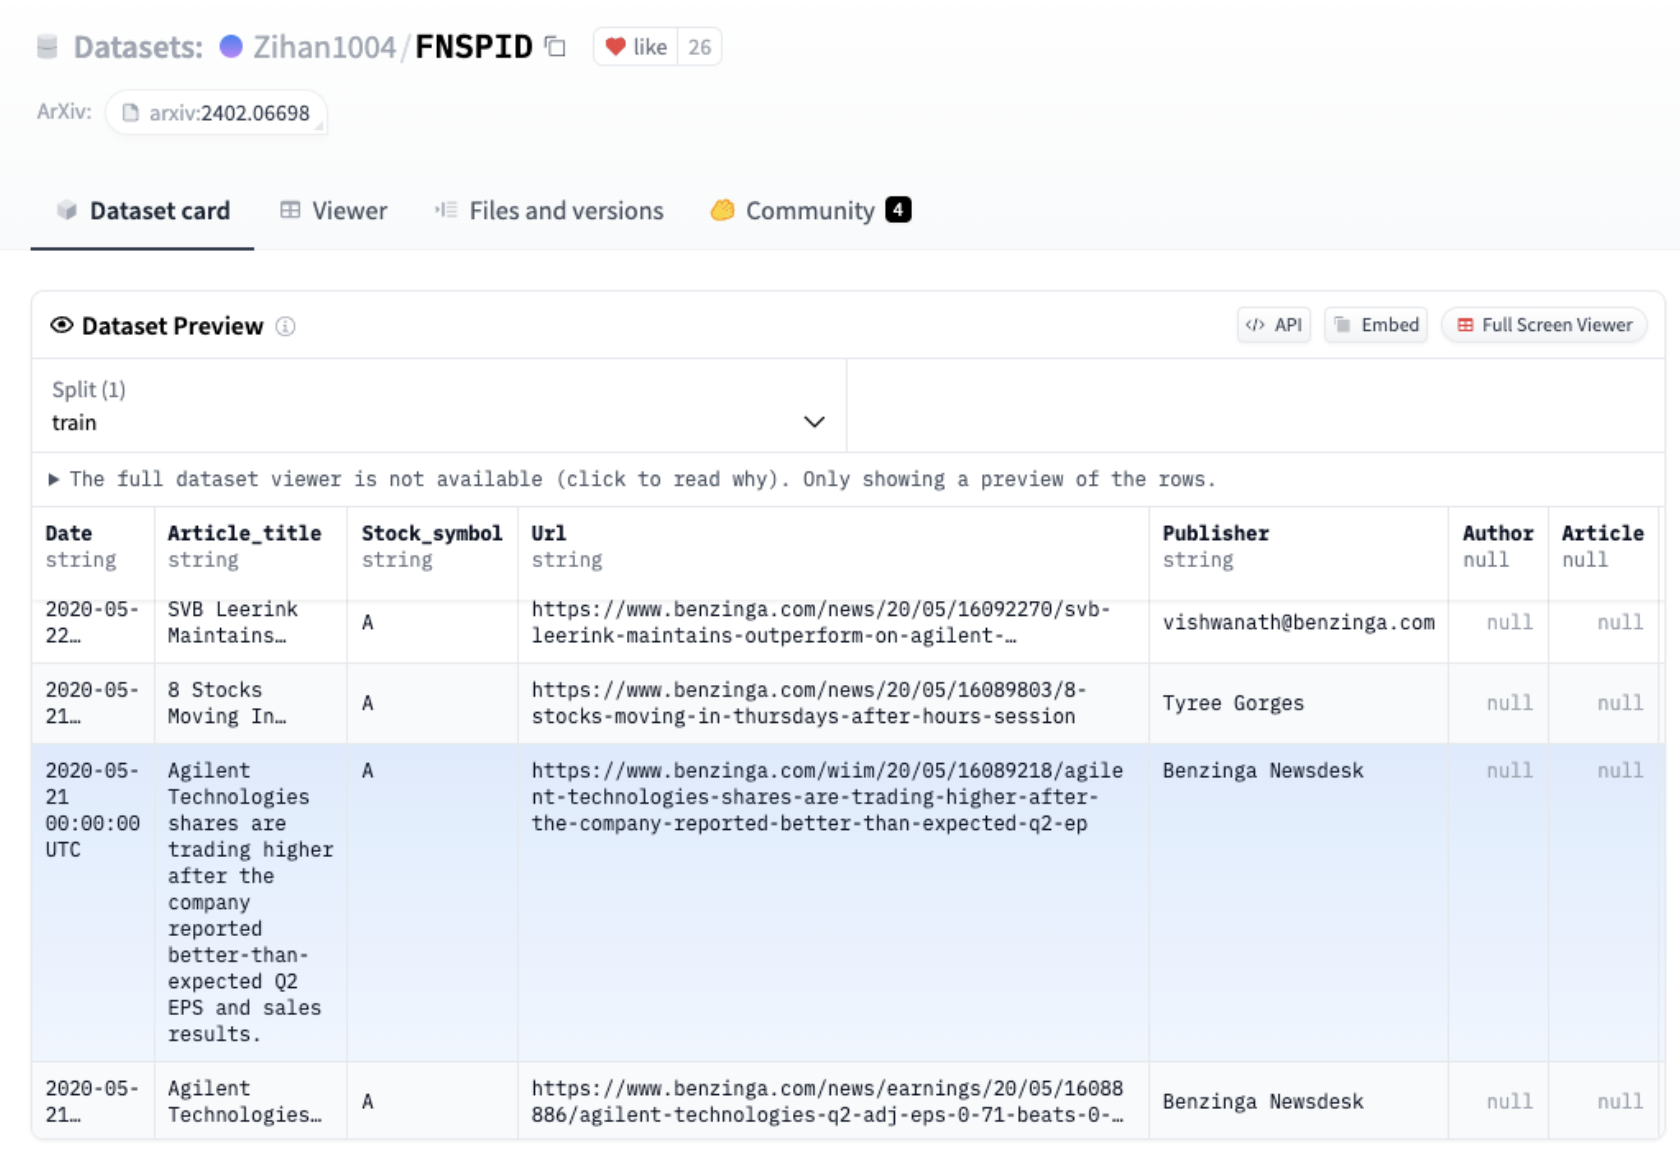 Datasets: Zihan1004/FNSPID like 26
ArXiv: arxiv:2402.06698
Dataset card Viewer Files and versions Community 4
Dataset Preview API Embed Full Screen Viewer
Split (1)
train
The full dataset viewer is not available (click to read why). Only showing a preview of the rows.
Date Article_title Stock_symbol Url Publisher Author Article
string string string string string null null
2020-05- SVB Leerink https://www.benzinga.com/news/20/05/16092270/svb-
22… Maintains… A leerink-maintains-outperform-on-agilent-… vishwanath@benzinga.com null null
2020-05- 8 Stocks https://www.benzinga.com/news/20/05/16089803/8-
21… Moving In… A stocks-moving-in-thursdays-after-hours-session Tyree Gorges null null
2020-05- Agilent A https://www.benzinga.com/wiim/20/05/16089218/agile Benzinga Newsdesk null null
21 Technologies nt-technologies-shares-are-trading-higher-after-
00:00:00 shares are the-company-reported-better-than-expected-q2-ep
UTC trading higher
after the
company
reported
better-than-
expected Q2
EPS and sales
results.
2020-05- Agilent https://www.benzinga.com/news/earnings/20/05/16088
21… Technologies… A 886/agilent-technologies-q2-adj-eps-0-71-beats-0-… Benzinga Newsdesk null null